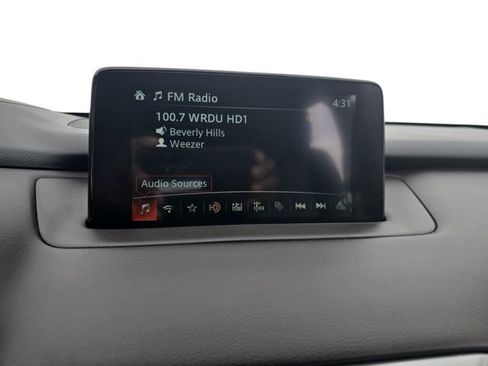 FM Radio
4:31
100.7 WRDU HD1
Beverly Hills
Weezer
Audio Sources